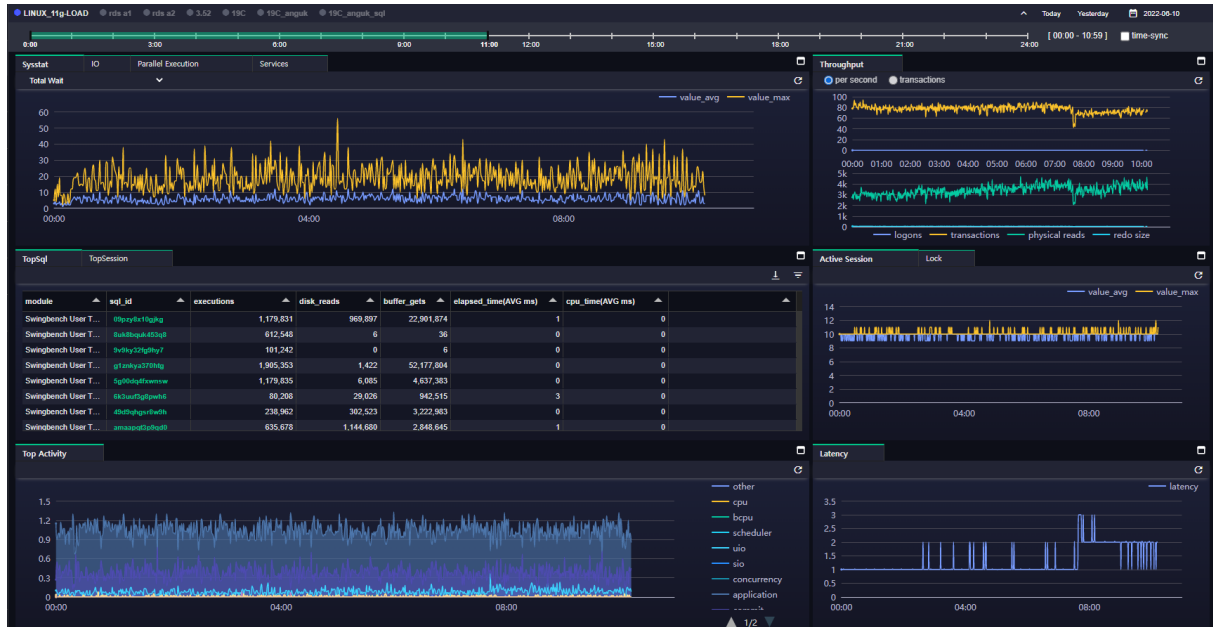 LINUX_11g-LOAD rds a1 rds a2 3.52 19C 19C_anguk 19C_anguk_sql Today Yesterday 2022-06-10
0:00 3:00 6:00 9:00 11:00 12:00 15:00 18:00 21:00 24:00 [ 00:00 - 10:59 ] time-sync
Sysstat IO Parallel Execution Services
Total Wait
value_avg value_max
60
50
40
30
20
10
0
00:00 04:00 08:00
Throughput
per second transactions
100
80
60
40
20
0
00:00 01:00 02:00 03:00 04:00 05:00 06:00 07:00 08:00 09:00 10:00
5k
4k
3k
2k
1k
0
logons transactions physical reads redo size
TopSql TopSession
module sql_id executions disk_reads buffer_gets elapsed_time(AVG ms) cpu_time(AVG ms)
Swingbench User T... 09pzy8x10gjkg 1,179,831 969,897 22,901,874 1 0
Swingbench User T... 8uk8bquk453q8 612,548 6 36 0 0
Swingbench User T... 9v9ky32fg9hy7 101,242 0 6 0 0
Swingbench User T... g1znkya370htg 1,905,353 1,422 52,177,804 0 0
Swingbench User T... 5g00dq4fxwnsw 1,179,835 6,085 4,637,383 0 0
Swingbench User T... 6k3uuf3g8pwh6 80,208 29,026 942,515 3 0
Swingbench User T... 49d9qhgsr8w9h 238,962 302,523 3,222,983 0 0
Swingbench User T... amaapqt3p9qd8 635,678 1,144,680 2,848,645 1 0
Active Session Lock
value_avg value_max
14
12
10
8
6
4
2
0
00:00 04:00 08:00
Top Activity
1.5
1.2
0.9
0.6
0.3
0
00:00 04:00 08:00
other
cpu
bcpu
scheduler
uio
sio
concurrency
application
commit
1/2
Latency
latency
3.5
3
2.5
2
1.5
1
0.5
0
00:00 04:00 08:00